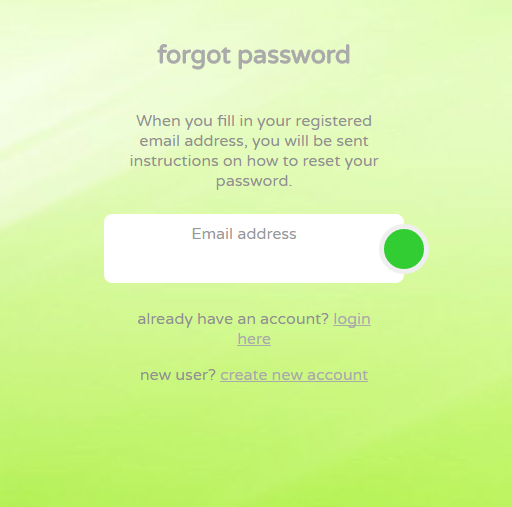 forgot password
When you fill in your registered
email address, you will be sent
instructions on how to reset your
password.
Email address
already have an account? login
here
new user? create new account